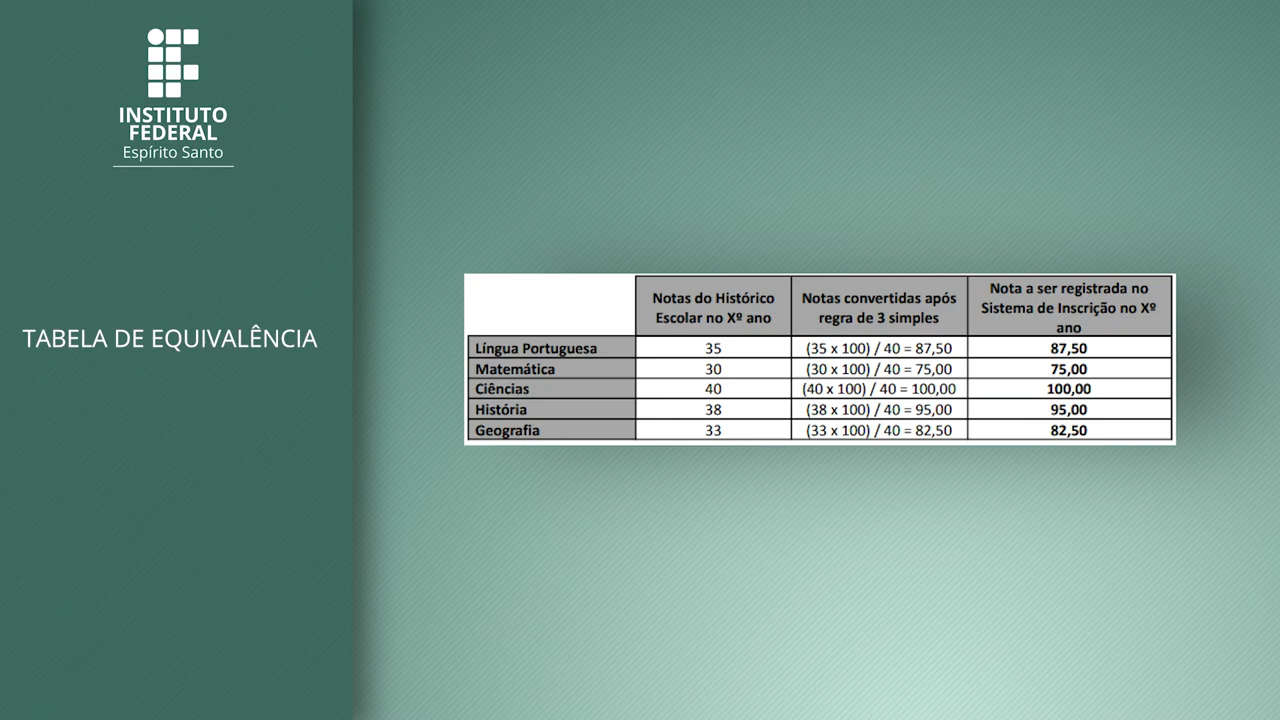 INSTITUTO
FEDERAL
Espírito Santo
TABELA DE EQUIVALÊNCIA
Notas do Histórico
Escolar no Xº ano
Notas convertidas após
regra de 3 simples
Nota a ser registrada no
Sistema de Inscrição no Xº
ano
Língua Portuguesa 35 (35 x 100) / 40 = 87,50 87,50
Matemática 30 (30 x 100) / 40 = 75,00 75,00
Ciências 40 (40 x 100) / 40 = 100,00 100,00
História 38 (38 x 100) / 40 = 95,00 95,00
Geografia 33 (33 x 100) / 40 = 82,50 82,50